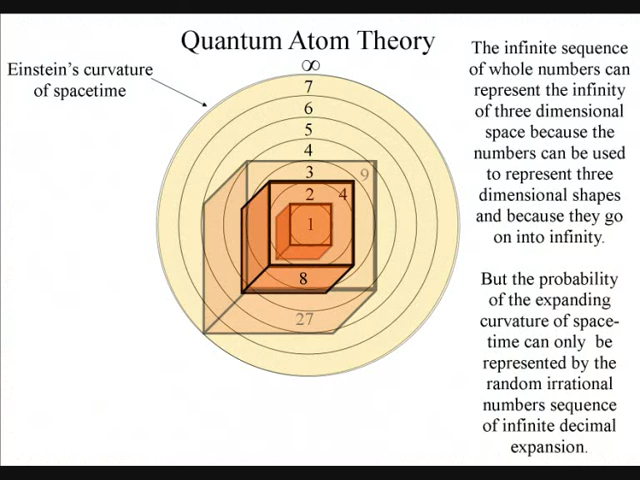 Quantum Atom Theory
Einstein's curvature
of spacetime
∞
7
6
5
4
3
9
2
4
1
8
27
The infinite sequence
of whole numbers can
represent the infinity
of three dimensional
space because the
numbers can be used
to represent three
dimensional shapes
and because they go
on into infinity.
But the probability
of the expanding
curvature of space-
time can only be
represented by the
random irrational
numbers sequence
of infinite decimal
expansion.